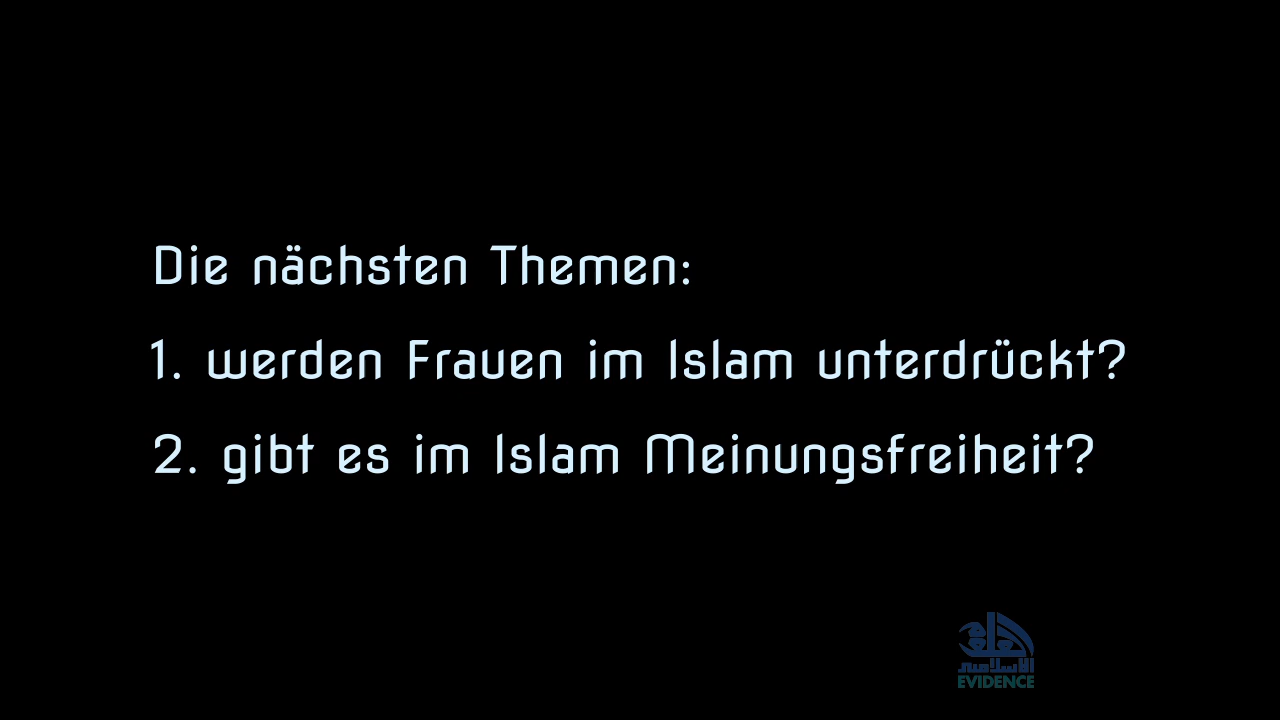 Die nächsten Themen:
1. werden Frauen im Islam unterdrückt?
2. gibt es im Islam Meinungsfreiheit?
EVIDENCE